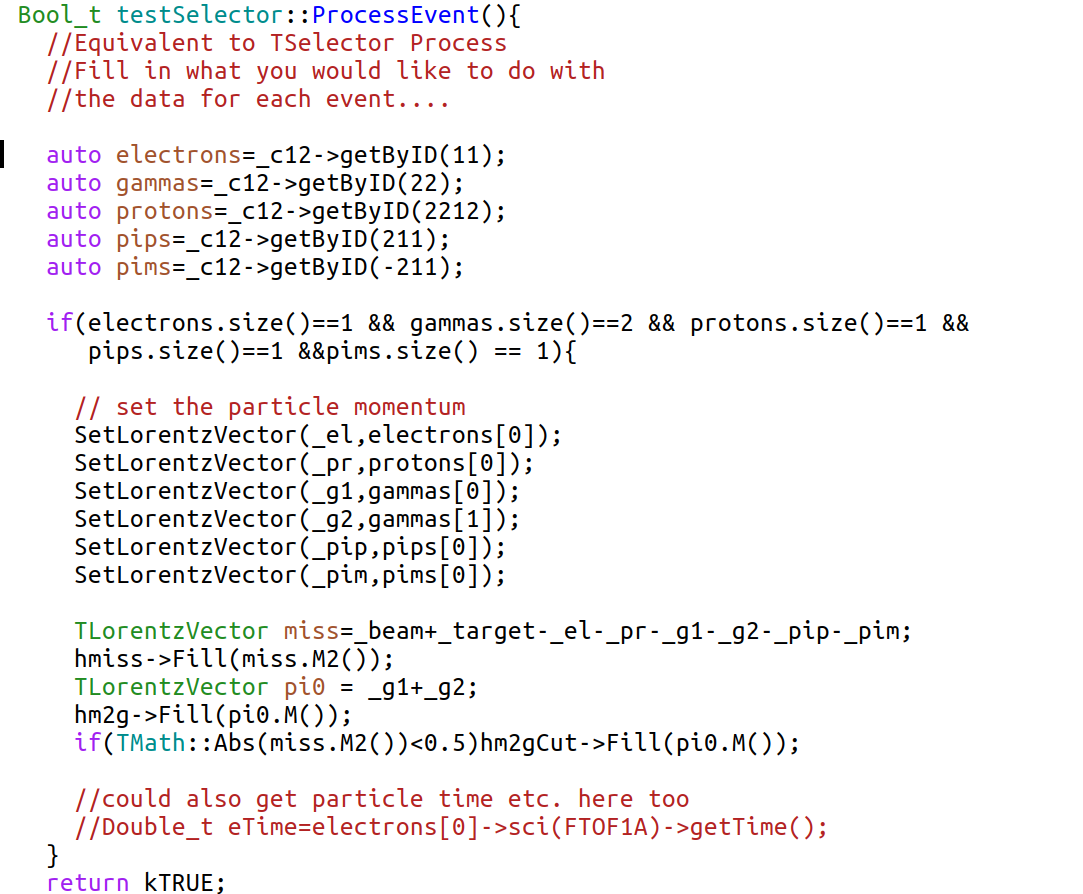 Bool_t testSelector::ProcessEvent(){
//Equivalent to TSelector Process
//Fill in what you would like to do with
//the data for each event....
auto electrons=_c12->getByID(11);
auto gammas=_c12->getByID(22);
auto protons=_c12->getByID(2212);
auto pips=_c12->getByID(211);
auto pims=_c12->getByID(-211);
if(electrons.size()==1 && gammas.size()==2 && protons.size()==1 &&
pips.size()==1 &&pims.size() == 1){
// set the particle momentum
SetLorentzVector(_el,electrons[0]);
SetLorentzVector(_pr,protons[0]);
SetLorentzVector(_g1,gammas[0]);
SetLorentzVector(_g2,gammas[1]);
SetLorentzVector(_pip,pips[0]);
SetLorentzVector(_pim,pims[0]);
TLorentzVector miss=_beam+_target-_el-_pr-_g1-_g2-_pip-_pim;
hmiss->Fill(miss.M2());
TLorentzVector pi0 = _g1+_g2;
hm2g->Fill(pi0.M());
if(TMath::Abs(miss.M2())<0.5)hm2gCut->Fill(pi0.M());
//could also get particle time etc. here too
//Double_t eTime=electrons[0]->sci(FTOF1A)->getTime();
}
return kTRUE;